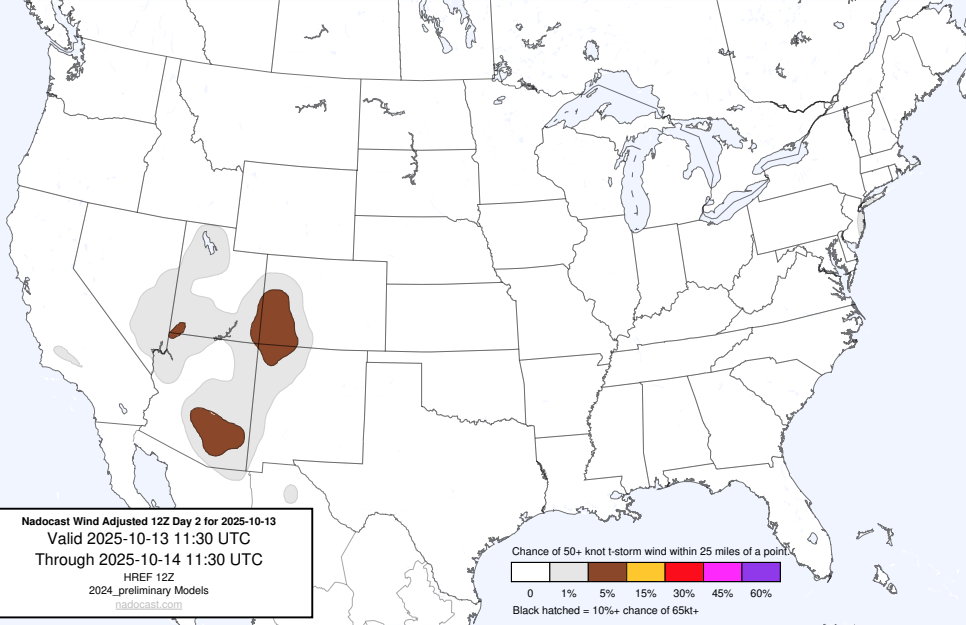 Nadocast Wind Adjusted 12Z Day 2 for 2025-10-13
Valid 2025-10-13 11:30 UTC
Through 2025-10-14 11:30 UTC
HREF 12Z
2024_preliminary Models
nadocast.com
Chance of 50+ knot t-storm wind within 25 miles of a point.
0 1% 5% 15% 30% 45% 60%
Black hatched = 10%+ chance of 65kt+